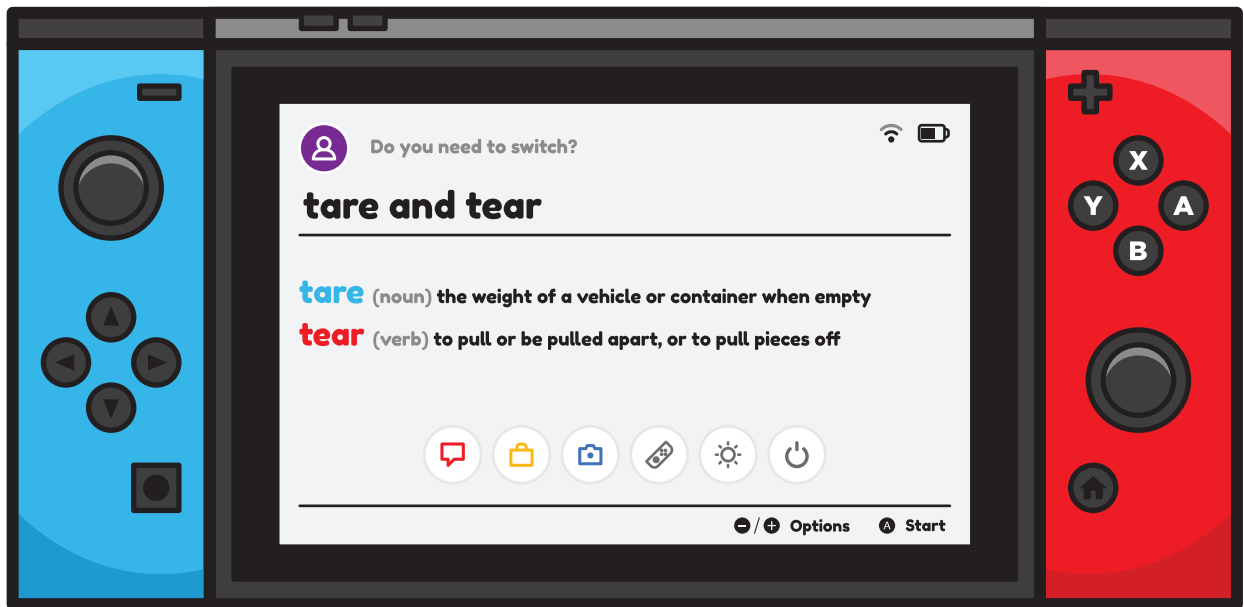 Do you need to switch?
tare and tear
tare (noun) the weight of a vehicle or container when empty
tear (verb) to pull or be pulled apart, or to pull pieces off
Options A Start
X
Y A
B